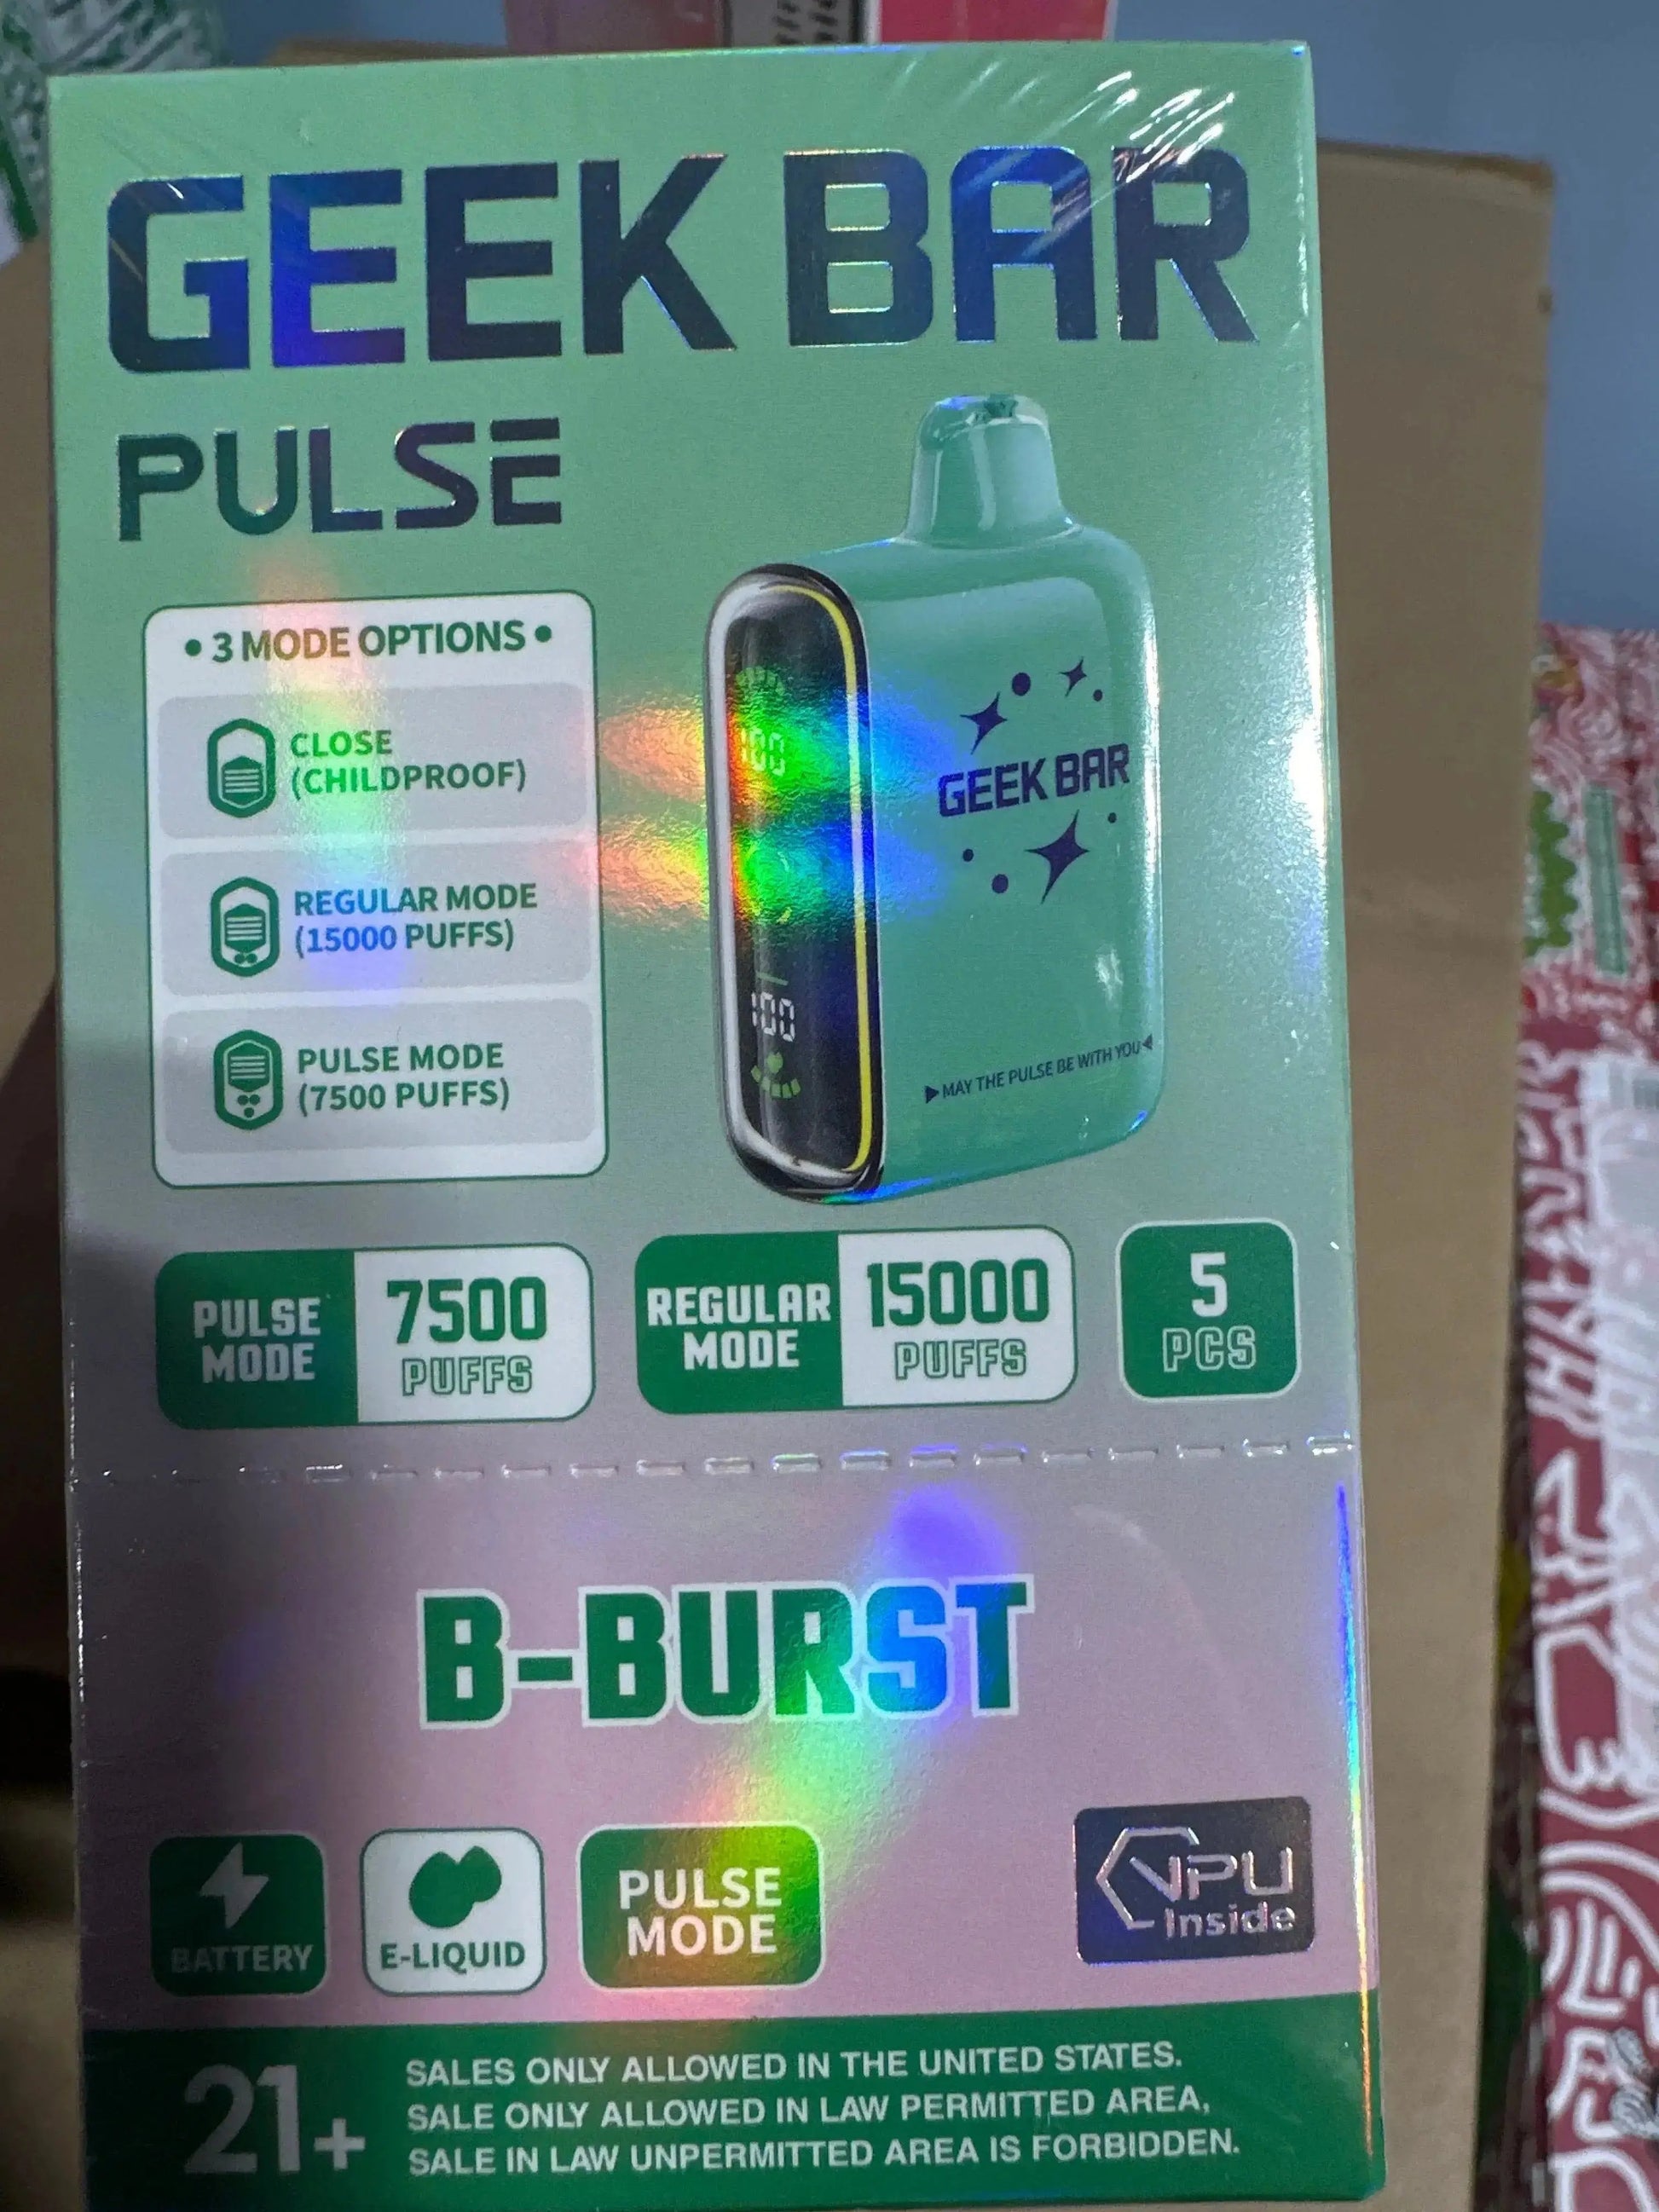 GEEK BAR
PULSE
• 3 MODE OPTIONS •
CLOSE
(CHILDPROOF)
REGULAR MODE
(15000 PUFFS)
PULSE MODE
(7500 PUFFS)
100
GEEK BAR
100
▶MAY THE PULSE BE WITH YOU◀
PULSE
MODE
7500
PUFFS
REGULAR
MODE
15000
PUFFS
5
PCS
B-BURST
BATTERY
E-LIQUID
PULSE
MODE
VPU
Inside
21+
SALES ONLY ALLOWED IN THE UNITED STATES.
SALE ONLY ALLOWED IN LAW PERMITTED AREA,
SALE IN LAW UNPERMITTED AREA IS FORBIDDEN.